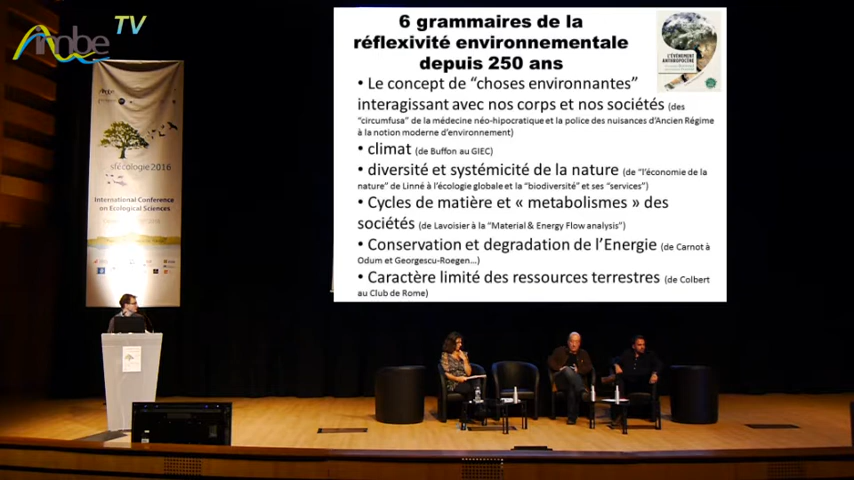 Anobe TV
6 grammaires de la
réflexivité environnementale
depuis 250 ans
L'ÉVÉNEMENT
ANTHROPOCÈNE
• Le concept de “choses environnantes”
interagissant avec nos corps et nos sociétés (des
“circumfusa” de la médecine néo-hipocratique et la police des nuisances d’Ancien Régime
à la notion moderne d’environnement)
• climat (de Buffon au GIEC)
• diversité et systémicité de la nature (de “l’économie de la
nature” de Linné à l’écologie globale et la “biodiversité” et ses “services”)
• Cycles de matière et « metabolismes » des
sociétés (de Lavoisier à la “Material & Energy Flow analysis”)
• Conservation et degradation de l’Energie (de Carnot à
Odum et Georgescu-Roegen...)
• Caractère limité des ressources terrestres (de Colbert
au Club de Rome)
sfécologie2016
International Conference
on Ecological Sciences